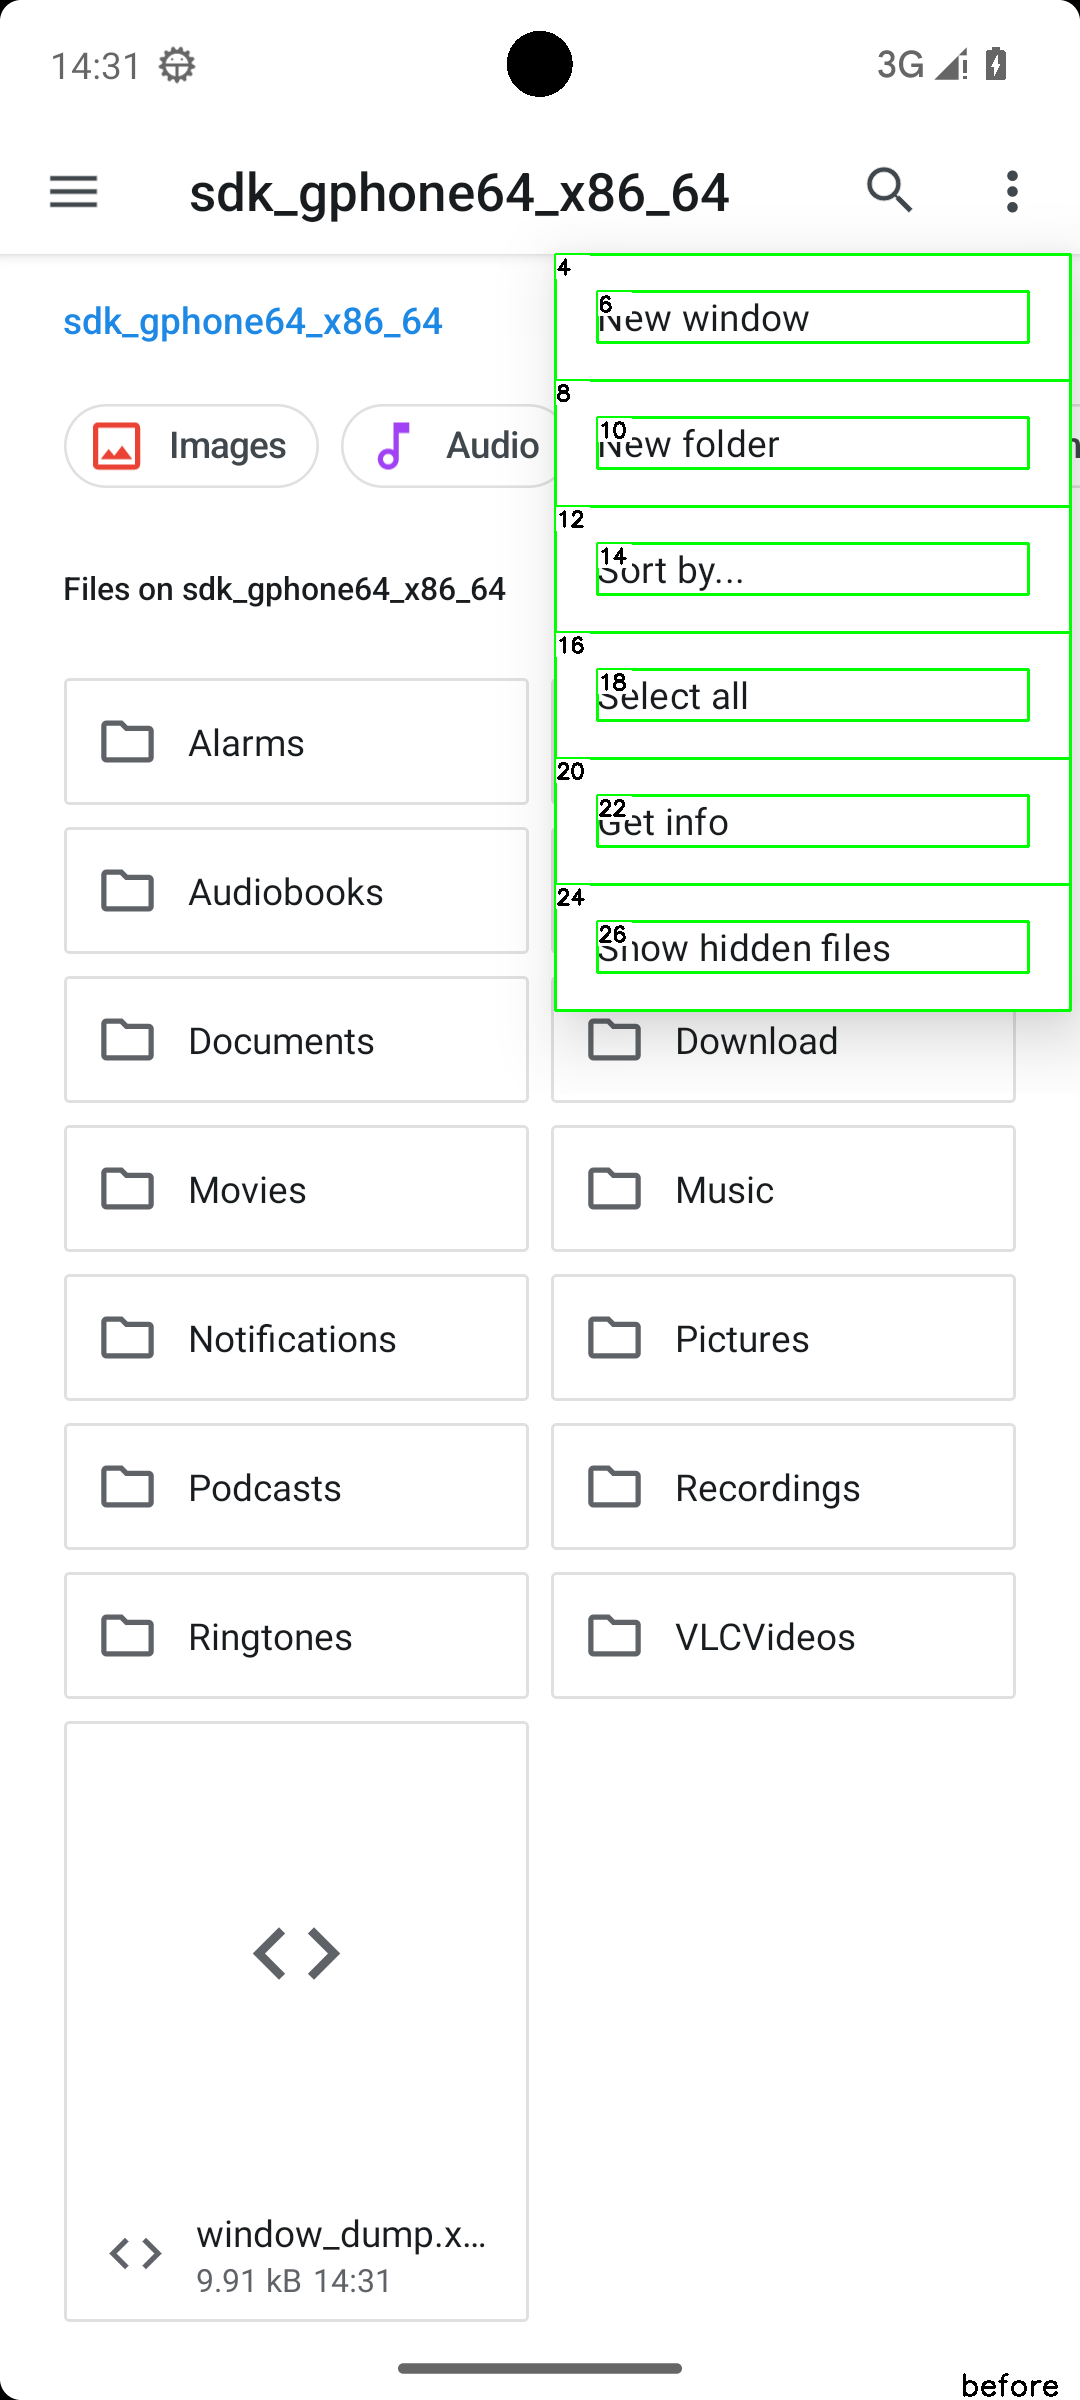 14:31 3G
sdk_gphone64_x86_64
sdk_gphone64_x86_64
4
6
New window
Images
Audio
8
10
New folder
12
14
Sort by...
Files on sdk_gphone64_x86_64
16
18
Select all
20
22
Get info
24
26
Show hidden files
Alarms
Audiobooks
Documents
Download
Movies
Music
Notifications
Pictures
Podcasts
Recordings
Ringtones
VLCVideos
window_dump.x...
9.91 kB 14:31
before